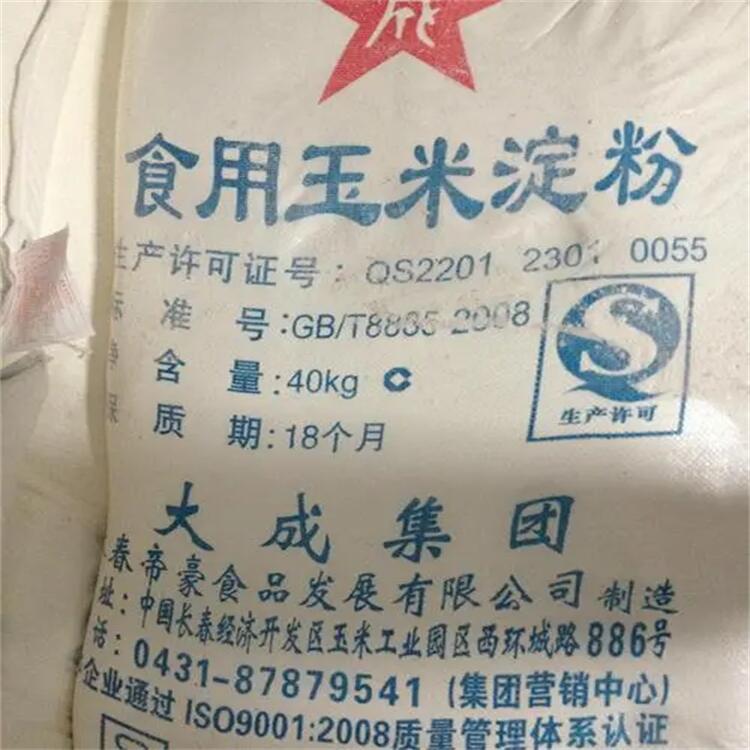 成
食用玉米淀粉
生产许可证号:QS2201 2301 0055
标准号:GB/T8885-2008
净含量:40kg C
保质期:18个月
生产许可
大成集团
春帝豪食品发展有限公司 制造
址:中国长春经济开发区玉米工业园区西环城路886号
话:0431-87879541 (集团营销中心)
企业通过 ISO9001:2008质量管理体系认证